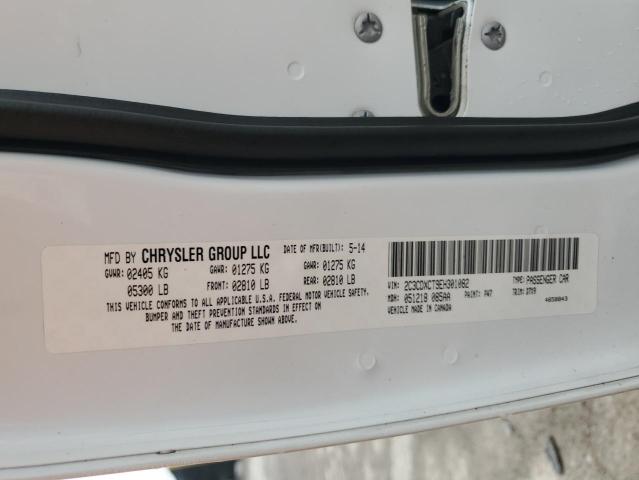 MFD BY CHRYSLER GROUP LLC DATE OF MFR(BUILT): 5-14
GVWR: 02405 KG GAWR: 01275 KG GAWR: 01275 KG
05300 LB FRONT: 02810 LB REAR: 02810 LB
THIS VEHICLE CONFORMS TO ALL APPLICABLE U.S.A. FEDERAL MOTOR VEHICLE SAFETY,
BUMPER AND THEFT PREVENTION STANDARDS IN EFFECT ON
THE DATE OF MANUFACTURE SHOWN ABOVE.
VIN: 2C3CDXCT9EH301082 TYPE: PASSENGER CAR
MDH: 051218 085AA PAINT: PW7 TRIM: D7X9
VEHICLE MADE IN CANADA 4650843